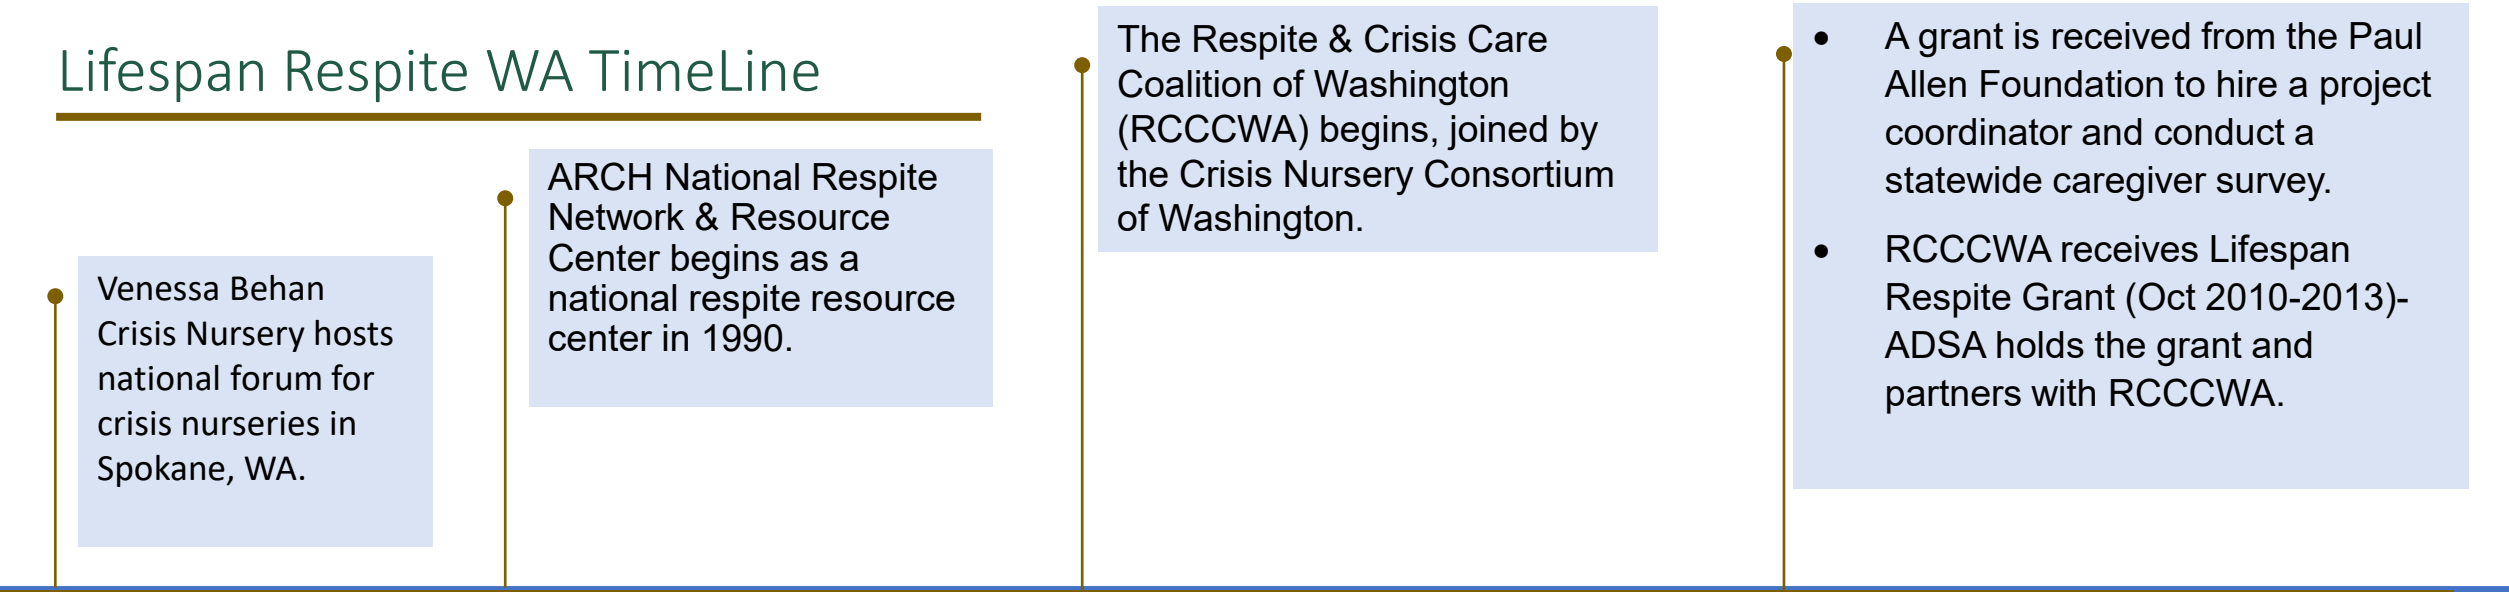 Lifespan Respite WA TimeLine
Venessa Behan
Crisis Nursery hosts
national forum for
crisis nurseries in
Spokane, WA.
ARCH National Respite
Network & Resource
Center begins as a
national respite resource
center in 1990.
The Respite & Crisis Care
Coalition of Washington
(RCCCWA) begins, joined by
the Crisis Nursery Consortium
of Washington.
• A grant is received from the Paul
Allen Foundation to hire a project
coordinator and conduct a
statewide caregiver survey.
• RCCCWA receives Lifespan
Respite Grant (Oct 2010-2013)-
ADSA holds the grant and
partners with RCCCWA.